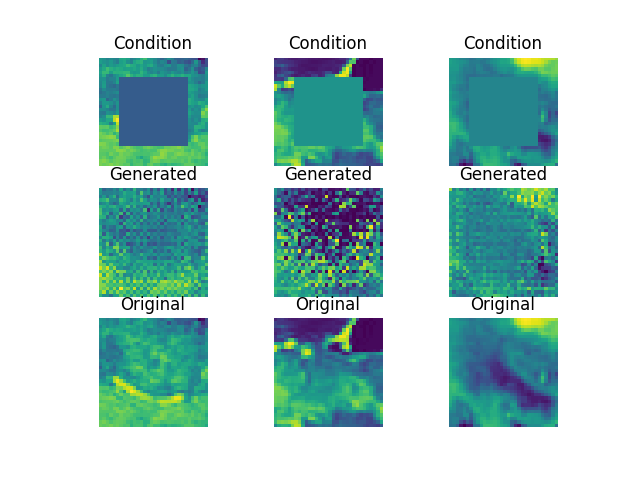 Condition Condition Condition
Generated Generated Generated
Original Original Original